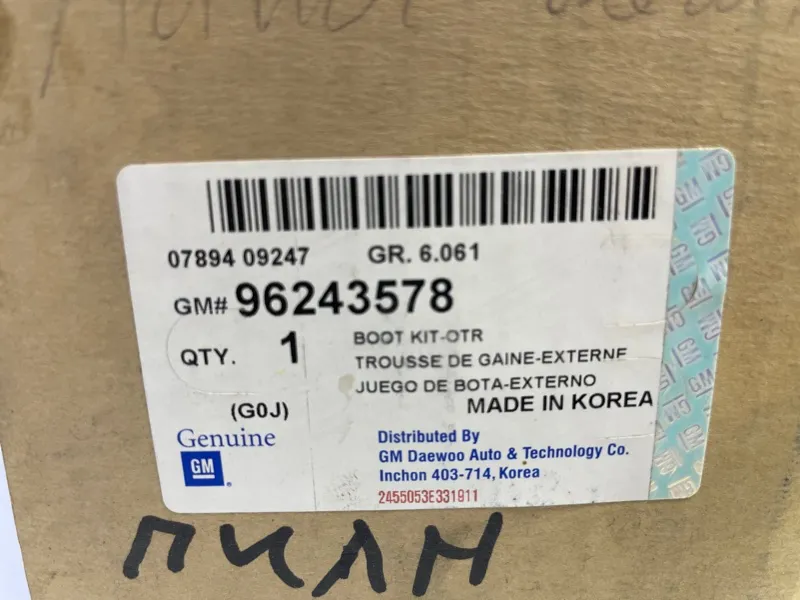 07894 09247 GR. 6.061
GM# 96243578
QTY. 1 BOOT KIT-OTR
TROUSSE DE GAINE-EXTERNE
JUEGO DE BOTA-EXTERNO
(G0J) MADE IN KOREA
Genuine
GM
Distributed By
GM Daewoo Auto & Technology Co.
Inchon 403-714, Korea
2455053E331911
ПИЛН